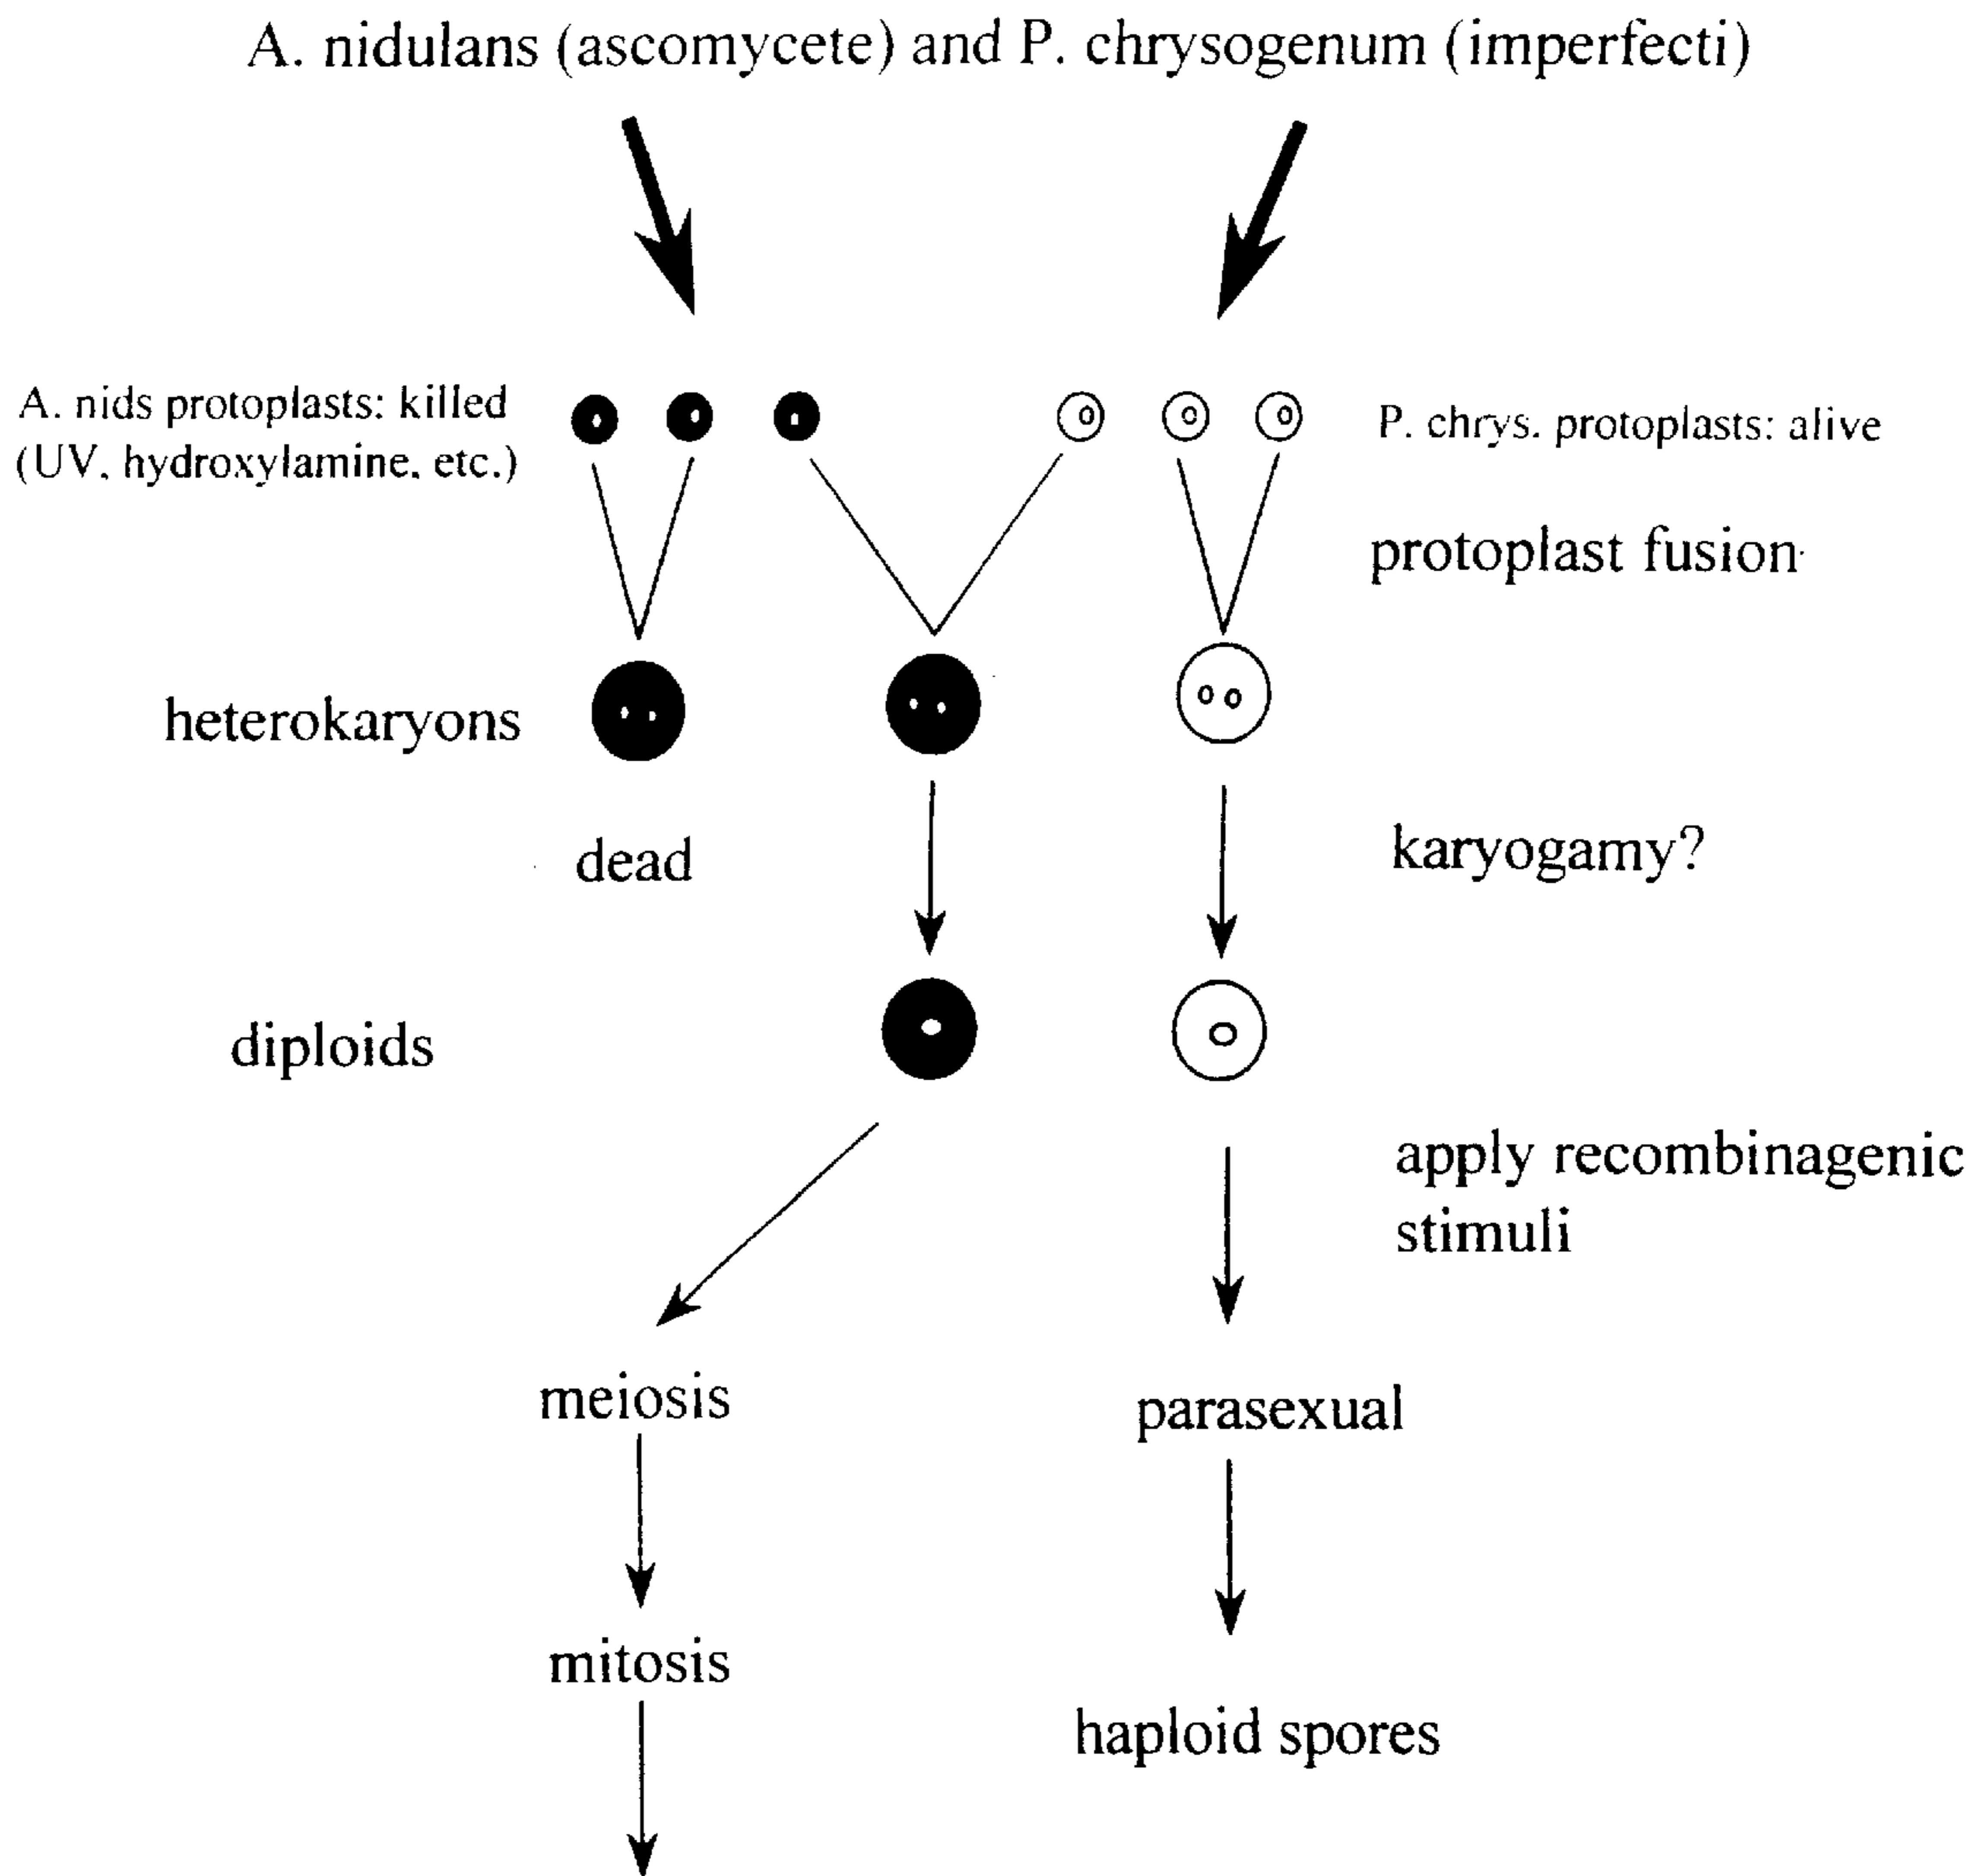 A. nidulans (ascomycete) and P. chrysogenum (imperfecti)
A. nids protoplasts: killed
(UV, hydroxylamine, etc.)
P. chrys. protoplasts: alive
protoplast fusion
heterokaryons
dead
karyogamy?
diploids
apply recombinagenic
stimuli
meiosis
parasexual
mitosis
haploid spores